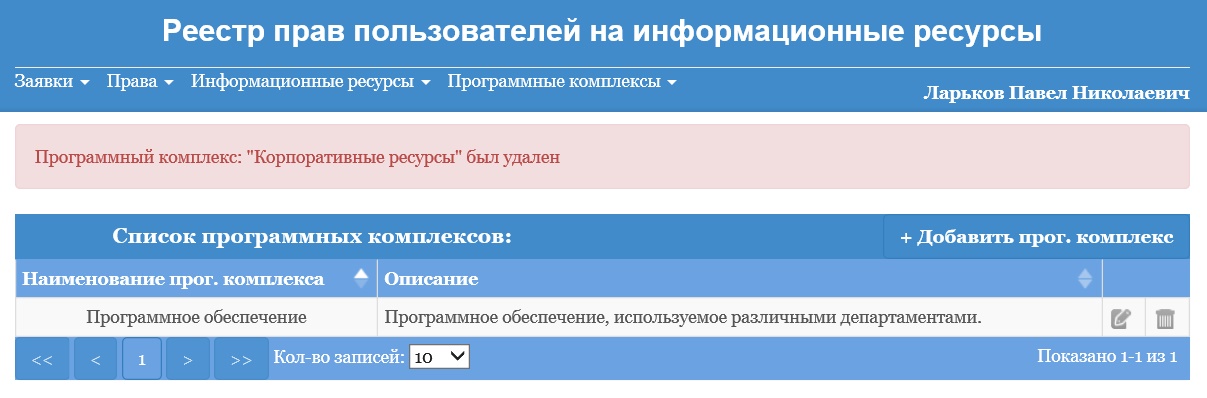 Реестр прав пользователей на информационные ресурсы
Заявки Права Информационные ресурсы Программные комплексы
Ларьков Павел Николаевич
Программный комплекс: "Корпоративные ресурсы" был удален
Список программных комплексов: + Добавить прог. комплекс
Наименование прог. комплекса Описание
Программное обеспечение Программное обеспечение, используемое различными департаментами.
<< < 1 > >> Кол-во записей: 10 Показано 1-1 из 1